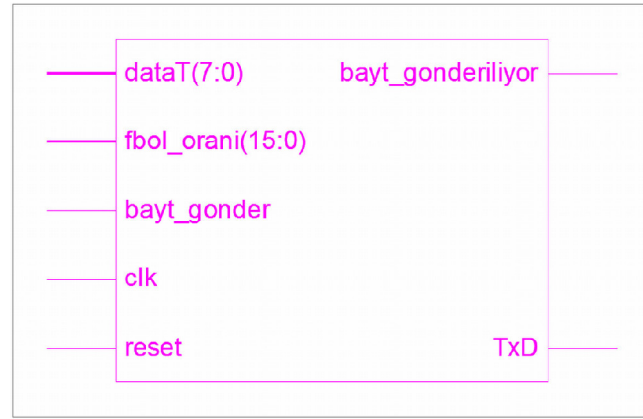 dataT(7:0) bayt_gonderiliyor
fbol_orani(15:0)
bayt_gonder
clk
reset TxD